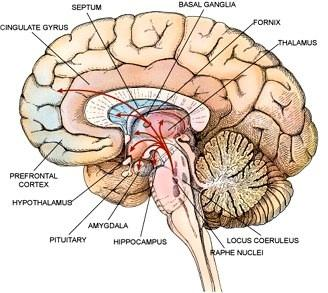 BASAL GANGLIA
SEPTUM
FORNIX
CINGULATE GYRUS
THALAMUS
PREFRONTAL
CORTEX
HYPOTHALAMUS
AMYGDALA
PITUITARY
HIPPOCAMPUS
LOCUS COERULEUS
RAPHE NUCLEI